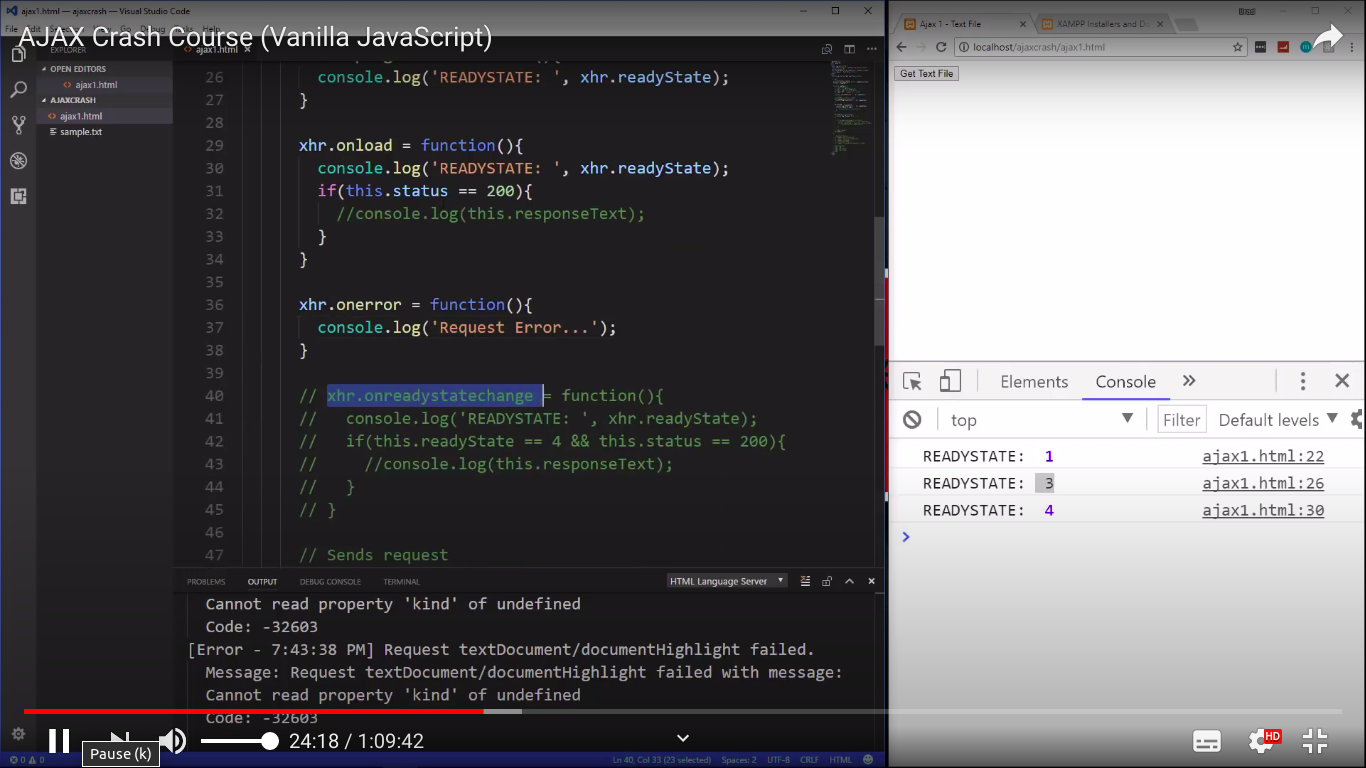 ajax1.html — ajaxcrash — Visual Studio Code
AJAX Crash Course (Vanilla JavaScript)
EXPLORER
OPEN EDITORS
ajax1.html
AJAXCRASH
ajax1.html
sample.txt
ajax1.html
26 console.log('READYSTATE: ', xhr.readyState);
27 }
28
29 xhr.onload = function(){
30 console.log('READYSTATE: ', xhr.readyState);
31 if(this.status == 200){
32 //console.log(this.responseText);
33 }
34 }
35
36 xhr.onerror = function(){
37 console.log('Request Error...');
38 }
39
40 // xhr.onreadystatechange = function(){
41 // console.log('READYSTATE: ', xhr.readyState);
42 // if(this.readyState == 4 && this.status == 200){
43 // //console.log(this.responseText);
44 // }
45 // }
46
47 // Sends request
PROBLEMS OUTPUT DEBUG CONSOLE TERMINAL HTML Language Server
Cannot read property 'kind' of undefined
Code: -32603
[Error - 7:43:38 PM] Request textDocument/documentHighlight failed.
Message: Request textDocument/documentHighlight failed with message:
Cannot read property 'kind' of undefined
Code: -32603
24:18 / 1:09:42
Pause (k)
0 0 Ln 40, Col 33 (23 selected) Spaces: 2 UTF-8 CRLF HTML
Ajax 1 - Text File XAMPP Installers and Do
Brad
localhost/ajaxcrash/ajax1.html
Get Text File
Elements Console
top Filter Default levels
READYSTATE: 1 ajax1.html:22
READYSTATE: 3 ajax1.html:26
READYSTATE: 4 ajax1.html:30
HD